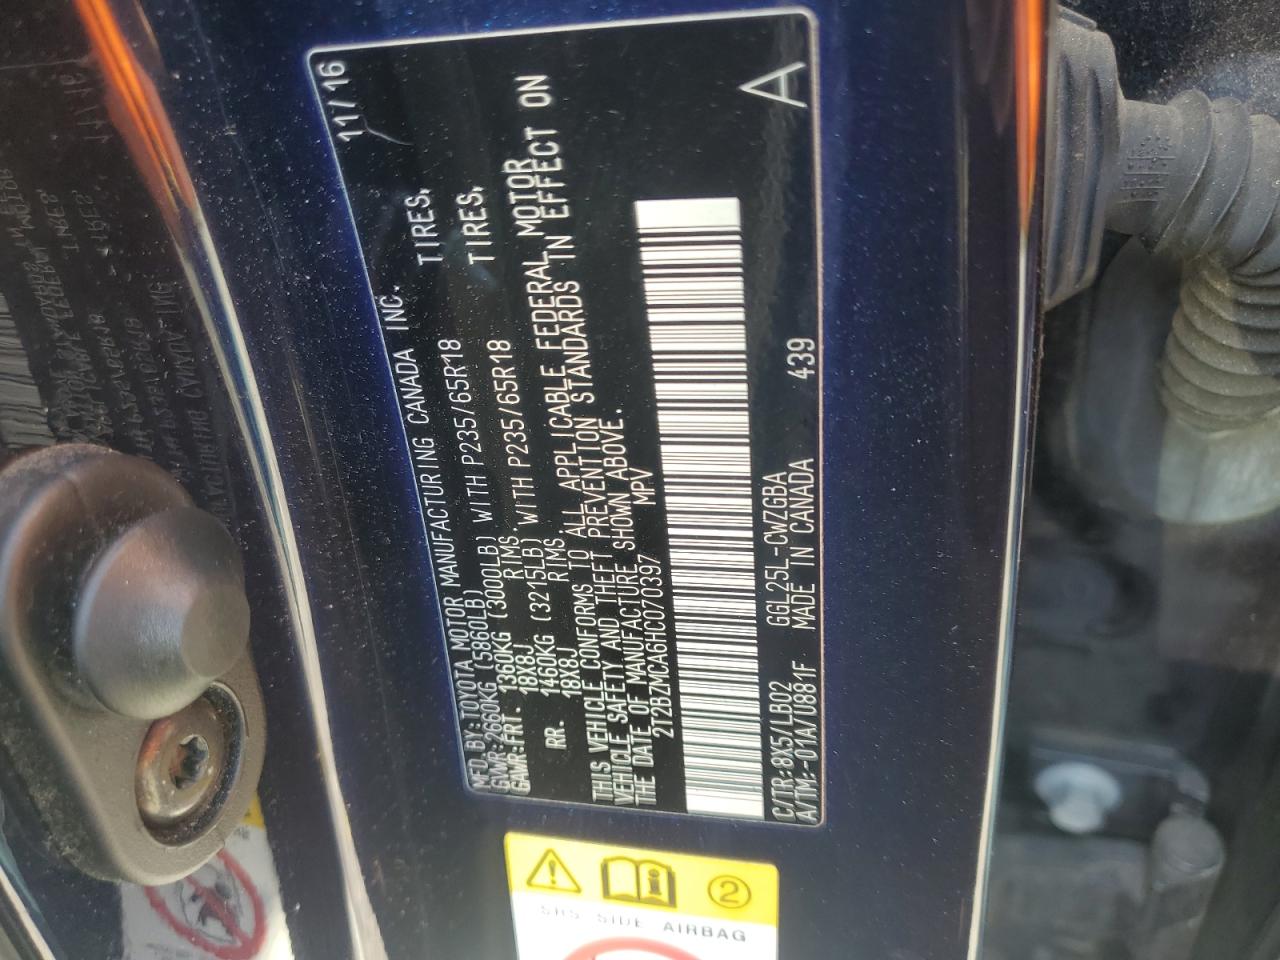 MFD. BY: TOYOTA MOTOR MANUFACTURING CANADA INC. 11/16
GVWR: 2660KG (5860LB)
GAWR: FRT. 1360KG (3000LB) WITH P235/65R18 TIRES,
18X8J RIMS.
RR. 1460KG (3215LB) WITH P235/65R18 TIRES,
18X8J RIMS.
THIS VEHICLE CONFORMS TO ALL APPLICABLE FEDERAL MOTOR
VEHICLE SAFETY AND THEFT PREVENTION STANDARDS IN EFFECT ON
THE DATE OF MANUFACTURE SHOWN ABOVE.
2T2BZMCA6HC070397 MPV
C/TR: 8X5/LB02 GGL25L-CWZGBA A
A/TM: -01A/U881F MADE IN CANADA 439
2
SRS SIDE AIRBAG